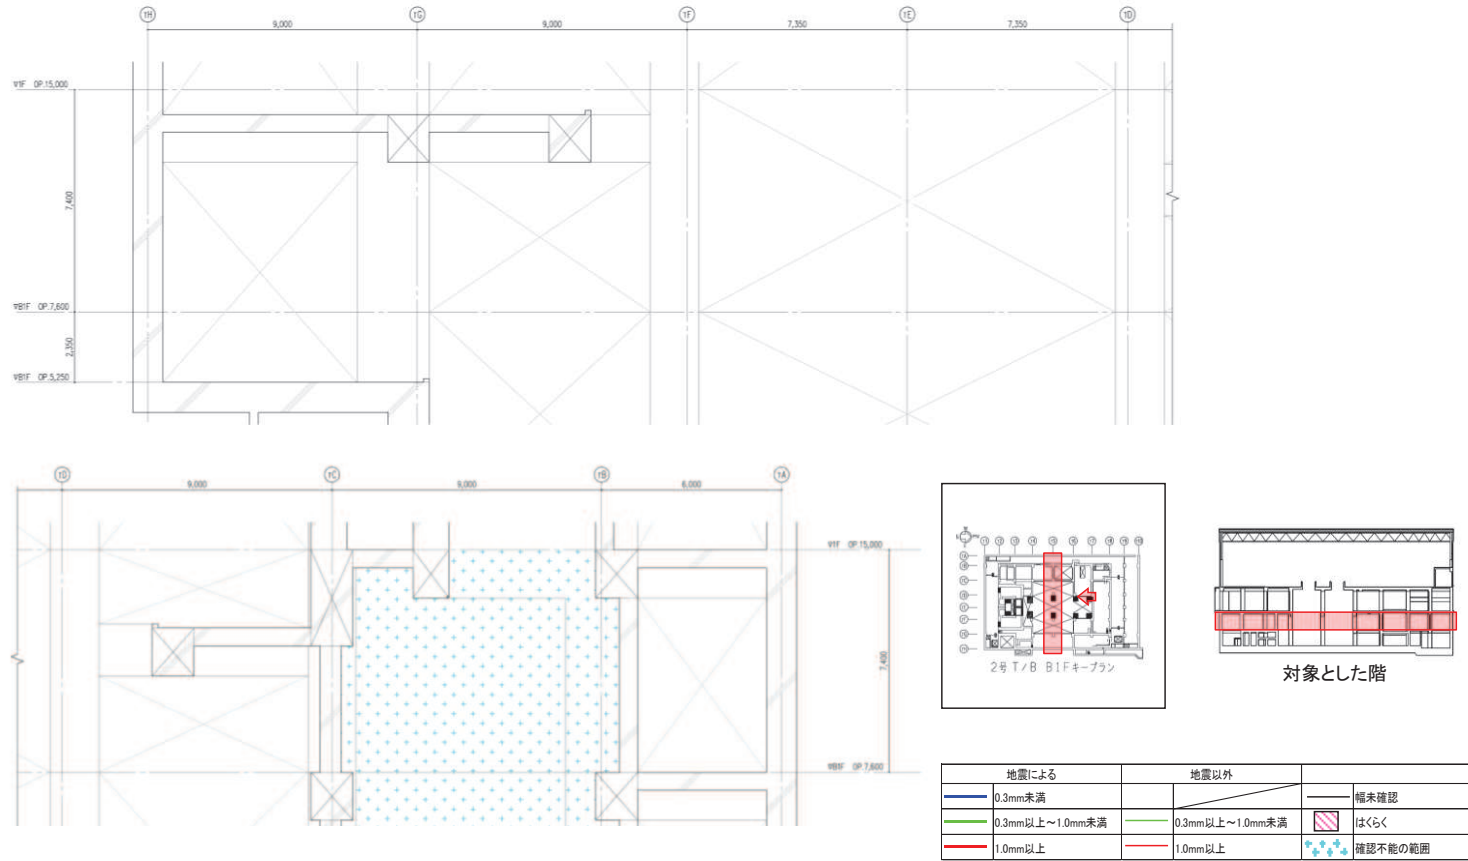 1H 1G 1F 1E 1D
9,000 9,000 7,350 7,350
▽1F OP.15,000
7,400
▽B1F OP.7,600
2,350
▽B1F OP.5,250
1D 1C 1B 1A
9,000 9,000 6,000
▽1F OP.15,000
7,400
▽B1F OP.7,600
2号T/B B1Fキープラン
対象とした階
地震による 地震以外
0.3mm未満 幅未確認
0.3mm以上～1.0mm未満 0.3mm以上～1.0mm未満 はくらく
1.0mm以上 1.0mm以上 確認不能の範囲